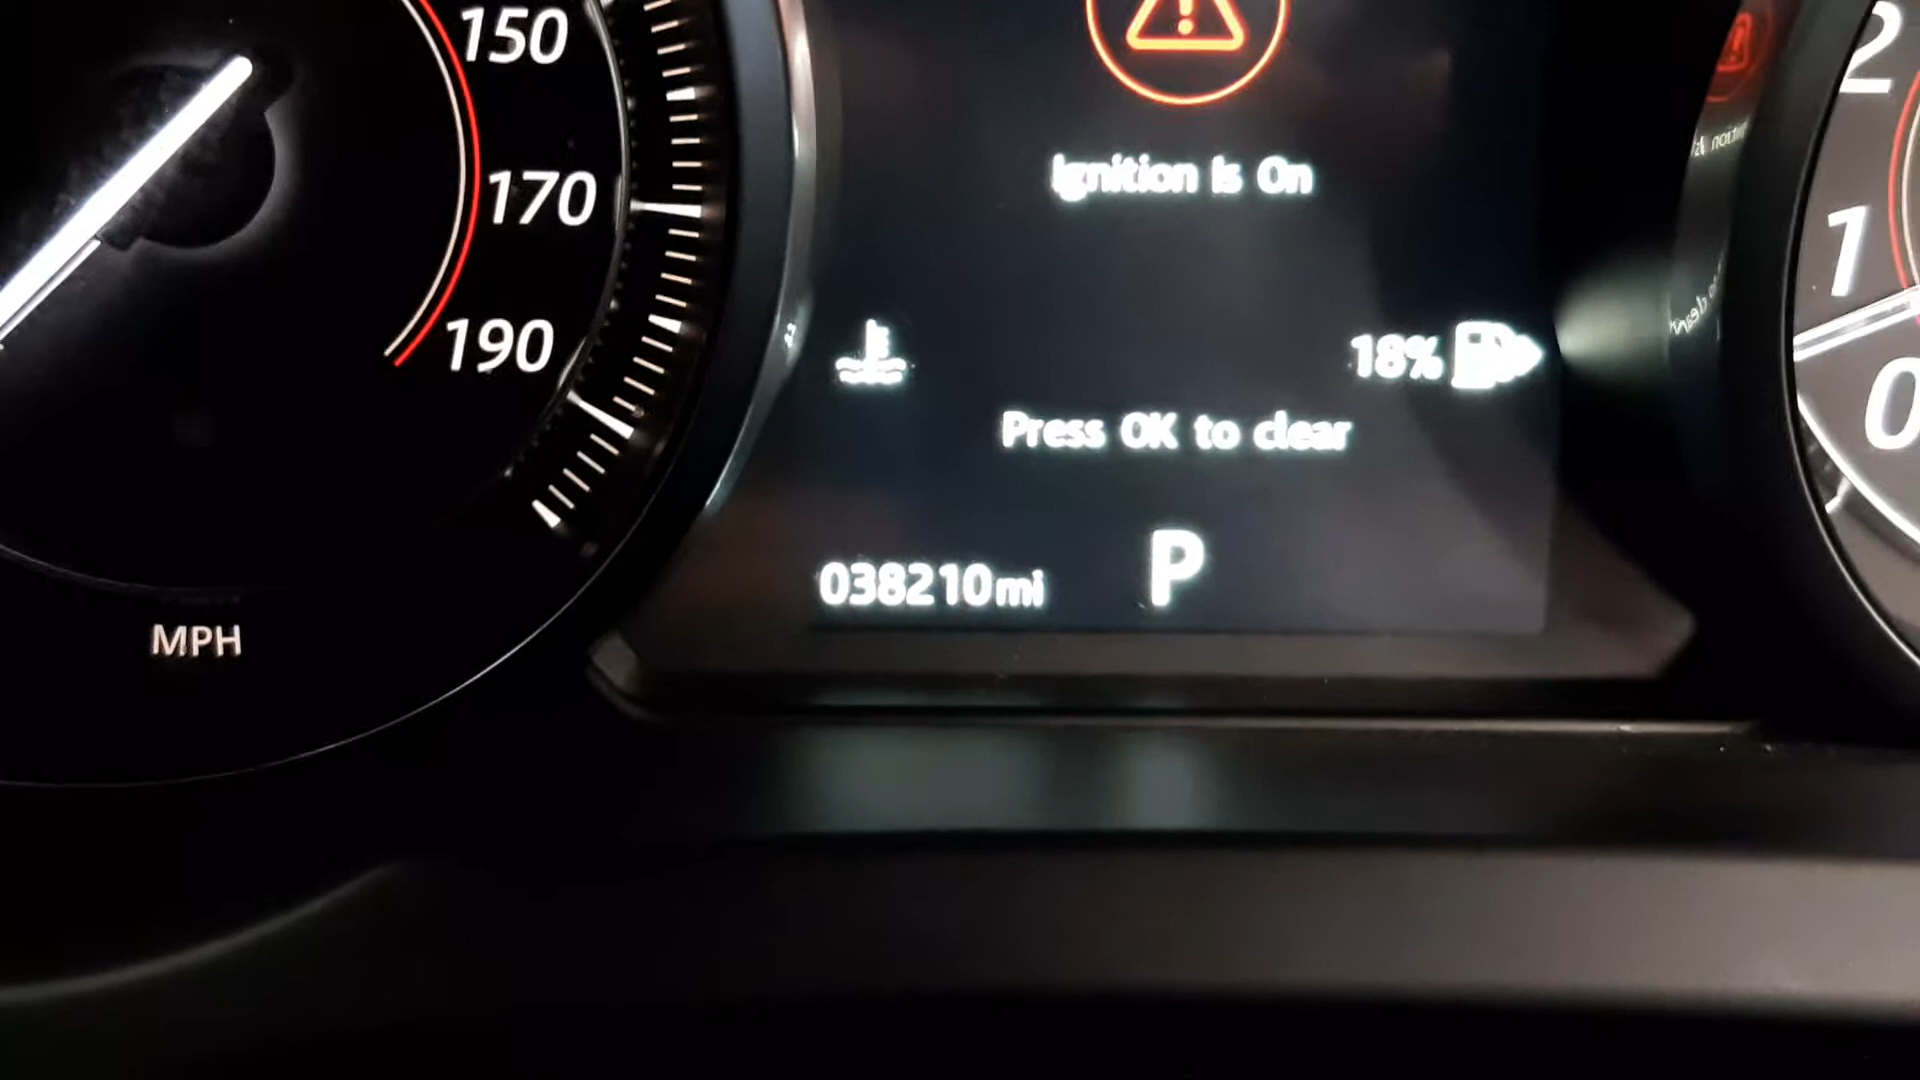 150
170
190
MPH
Ignition is On
18%
Press OK to clear
038210mi
P
2
1
0